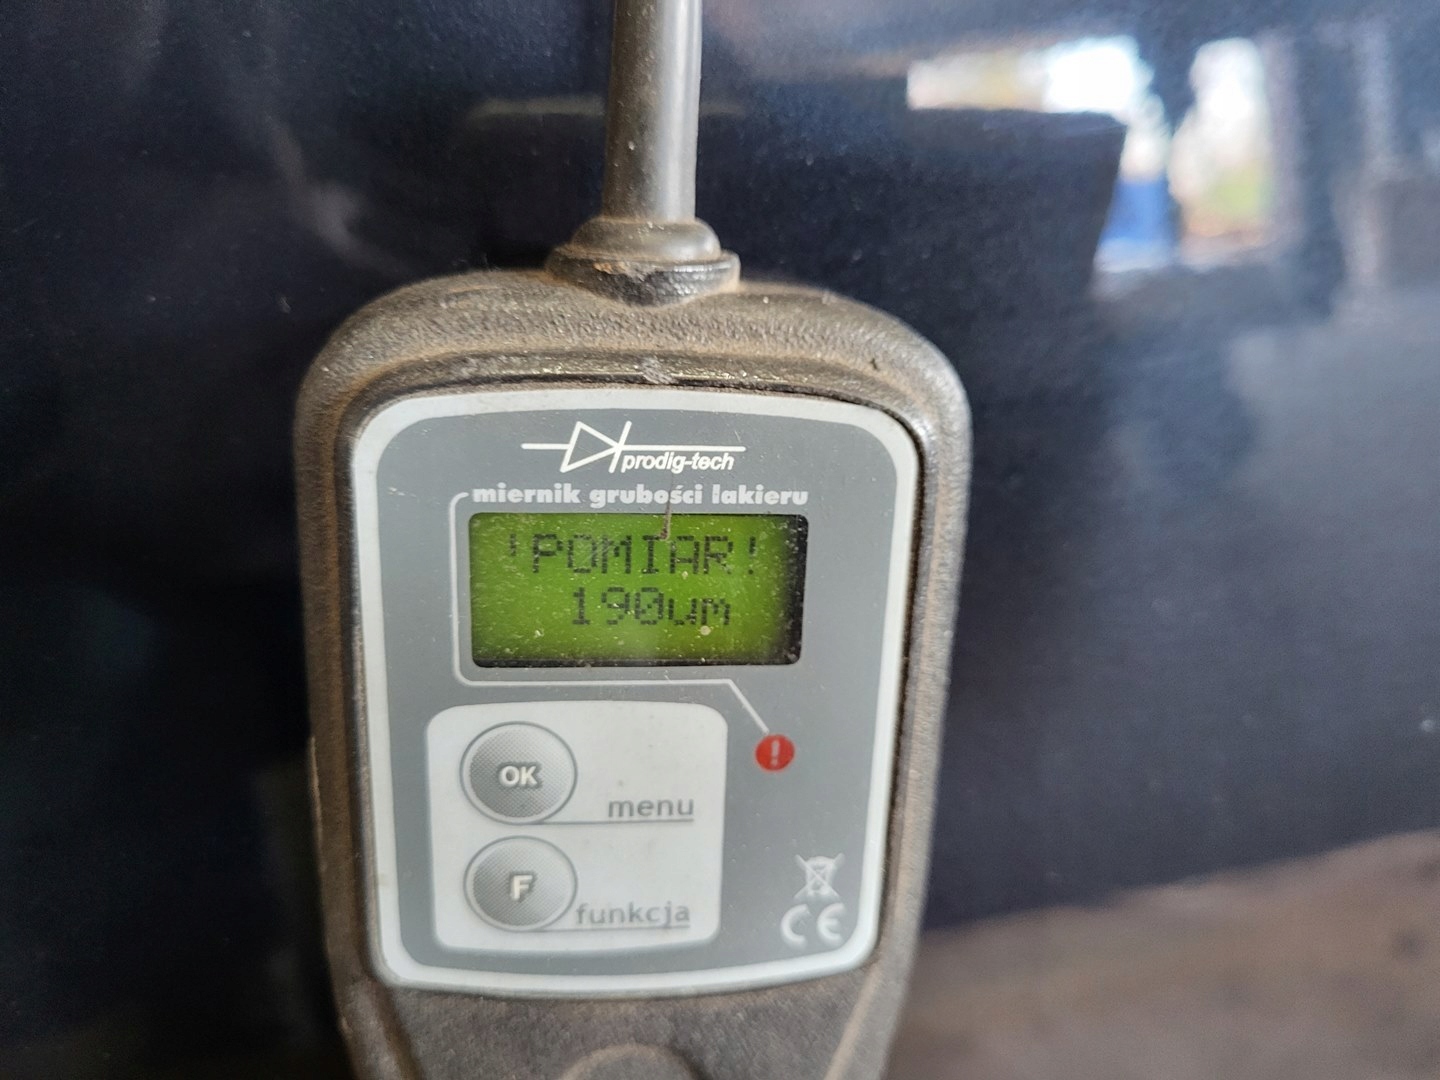 prodig-tech
miernik grubości lakieru
!POMIAR!
190um
!
OK
menu
F
funkcja
CE